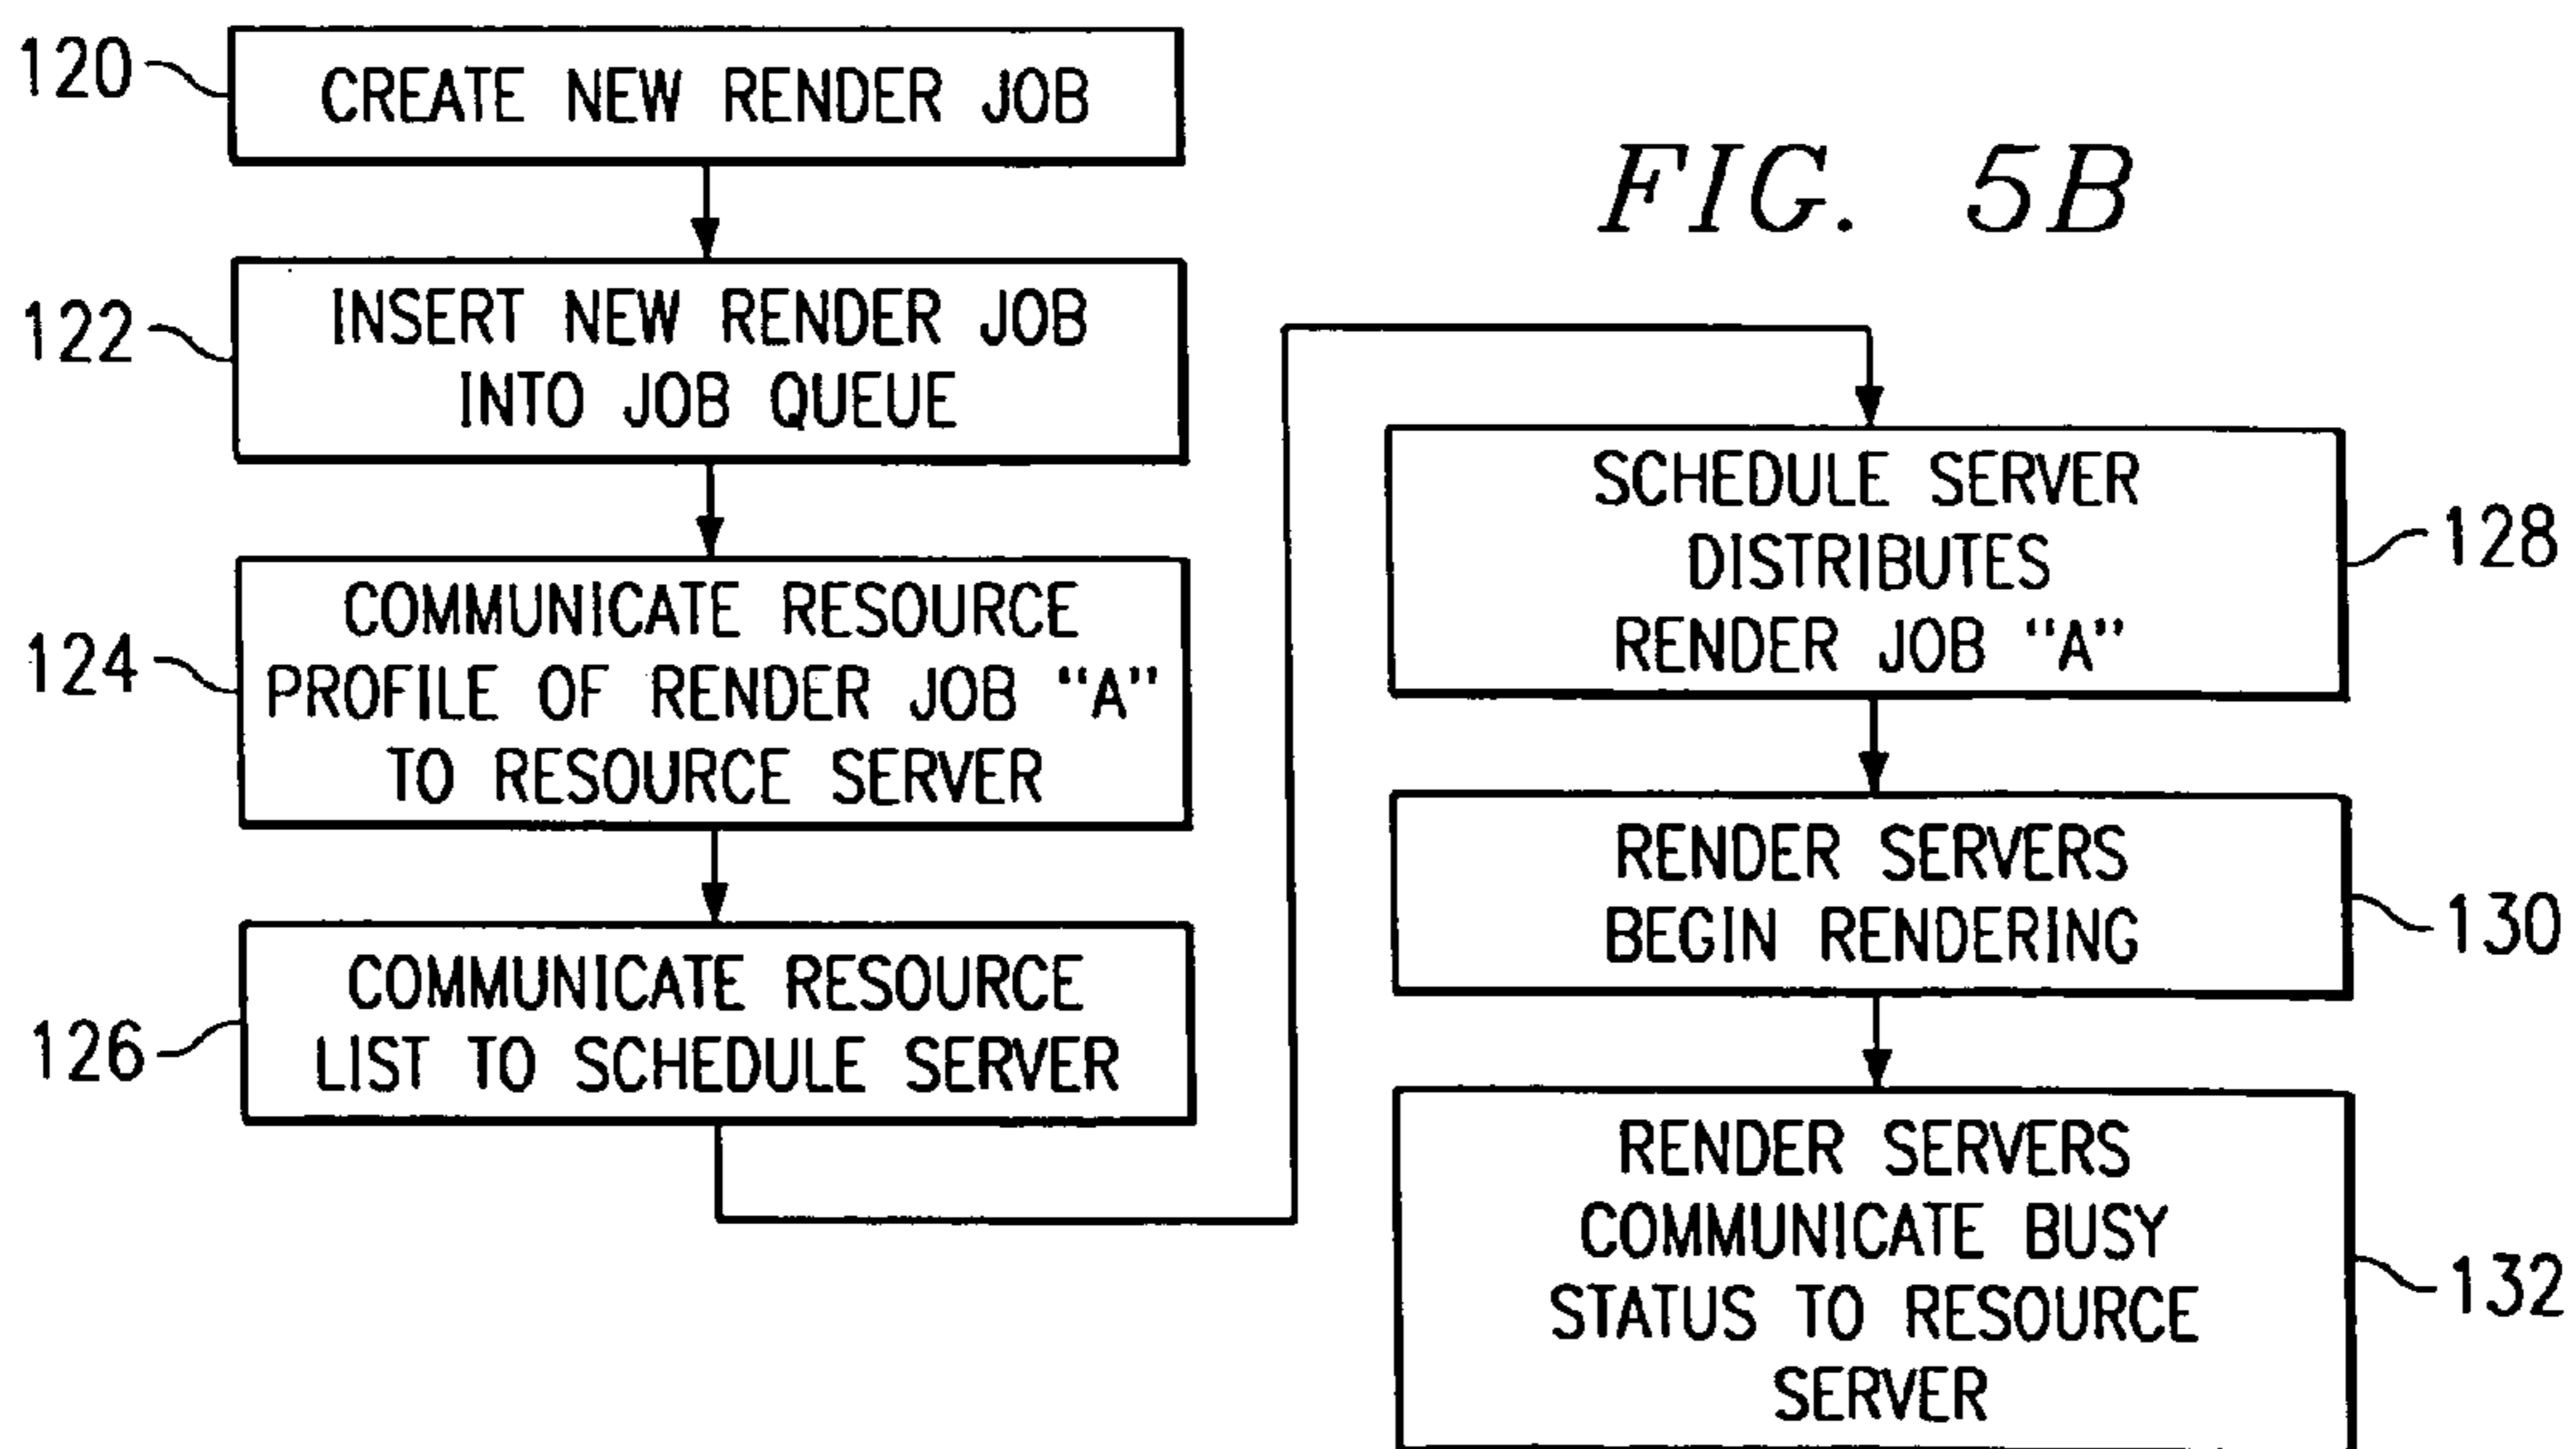 120
CREATE NEW RENDER JOB
122
INSERT NEW RENDER JOB
INTO JOB QUEUE
124
COMMUNICATE RESOURCE
PROFILE OF RENDER JOB "A"
TO RESOURCE SERVER
126
COMMUNICATE RESOURCE
LIST TO SCHEDULE SERVER
FIG. 5B
SCHEDULE SERVER
DISTRIBUTES
RENDER JOB "A"
128
RENDER SERVERS
BEGIN RENDERING
130
RENDER SERVERS
COMMUNICATE BUSY
STATUS TO RESOURCE
SERVER
132